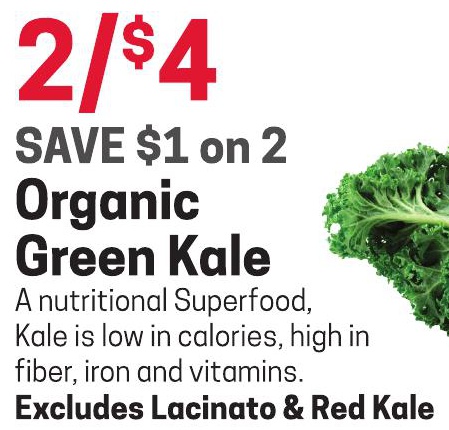 2/$4
SAVE $1 on 2
Organic
Green Kale
A nutritional Superfood,
Kale is low in calories, high in
fiber, iron and vitamins.
Excludes Lacinato & Red Kale